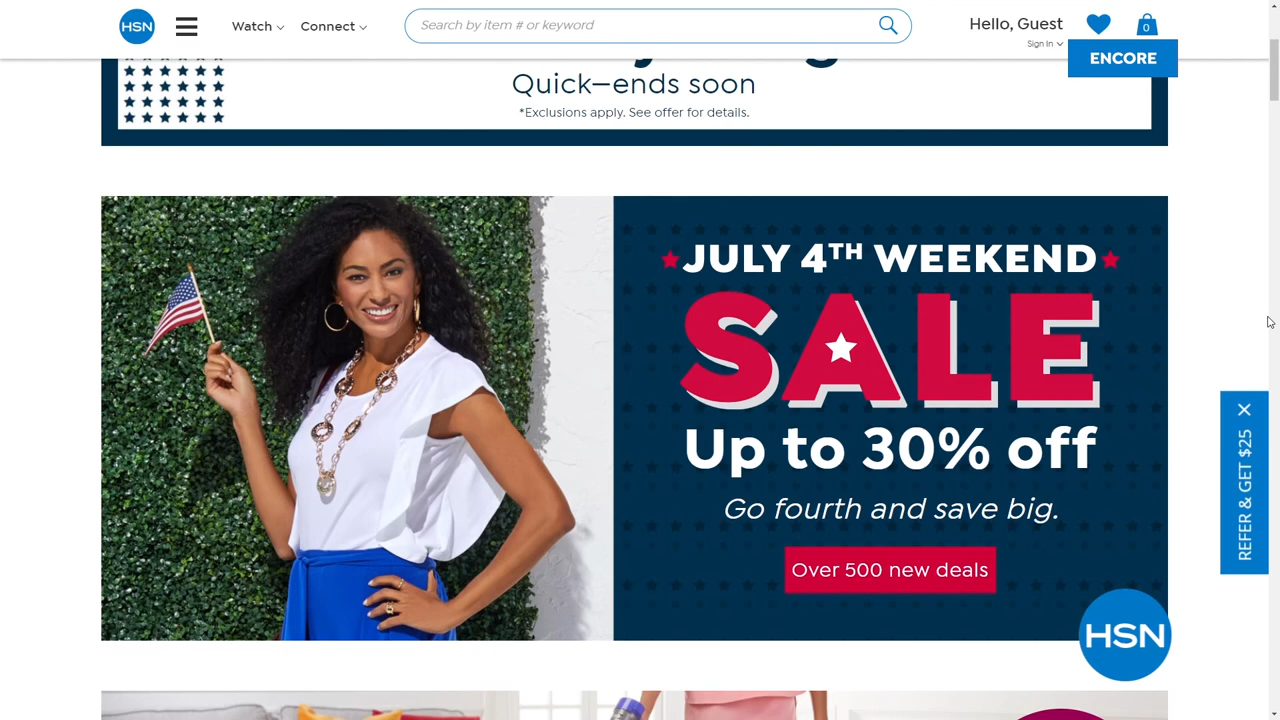 HSN
Watch
Connect
Search by item # or keyword
Hello, Guest
Sign In
0
ENCORE
Quick—ends soon
*Exclusions apply. See offer for details.
JULY 4TH WEEKEND
SALE
Up to 30% off
Go fourth and save big.
Over 500 new deals
REFER & GET $25
HSN